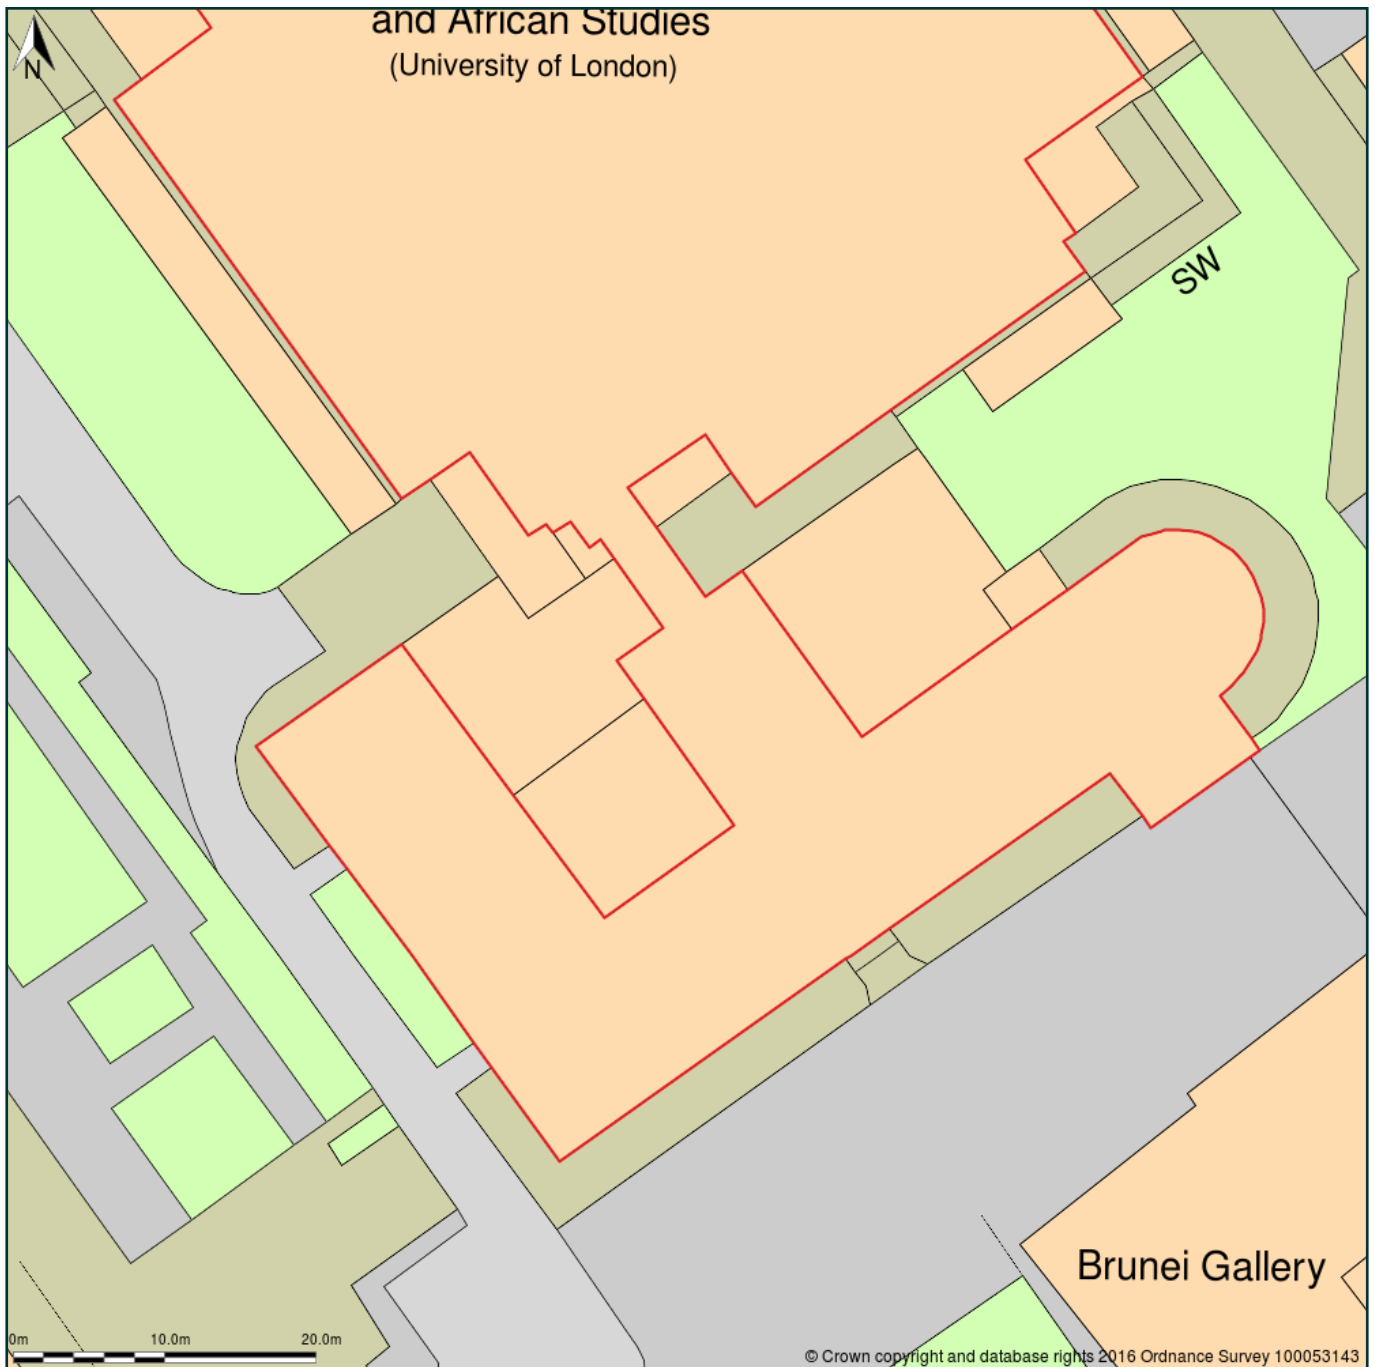 and African Studies
(University of London)
N
SW
Brunei Gallery
0m 10.0m 20.0m
© Crown copyright and database rights 2016 Ordnance Survey 100053143